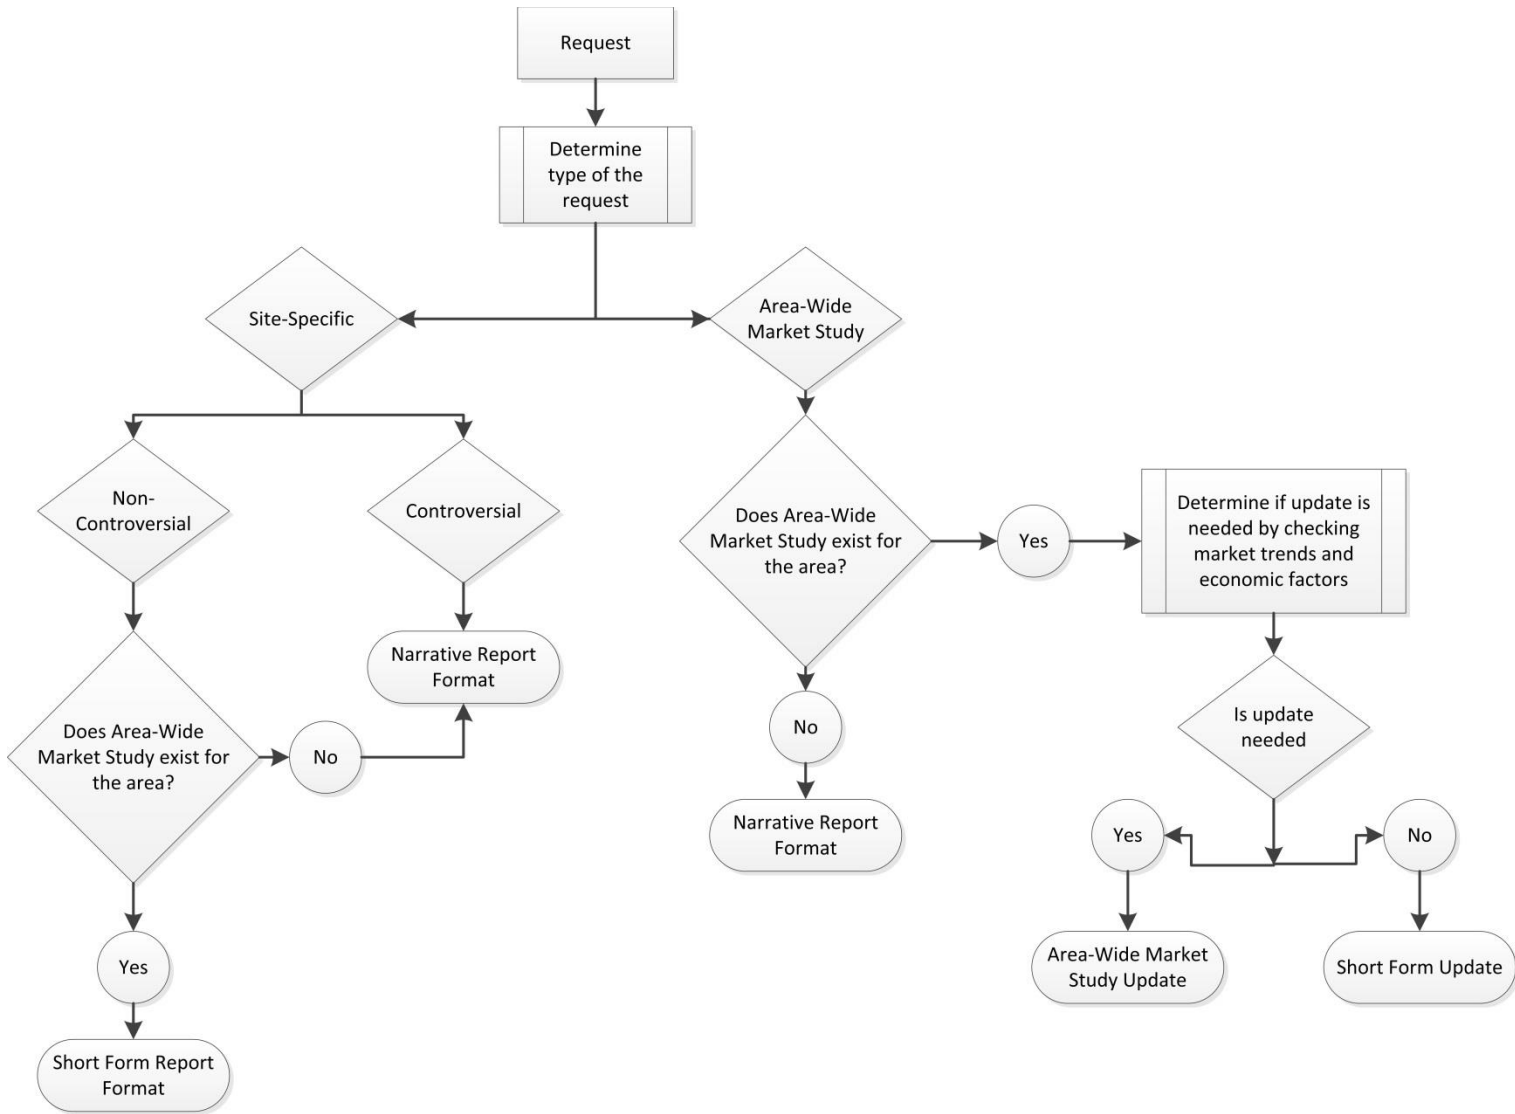 Request
Determine
type of the
request
Site-Specific
Area-Wide
Market Study
Non-
Controversial
Controversial
Does Area-Wide
Market Study exist for
the area?
Yes
Determine if update is
needed by checking
market trends and
economic factors
Narrative Report
Format
Does Area-Wide
Market Study exist for
the area?
No
No
Is update
needed
Narrative Report
Format
Yes
No
Yes
Area-Wide Market
Study Update
Short Form Update
Short Form Report
Format